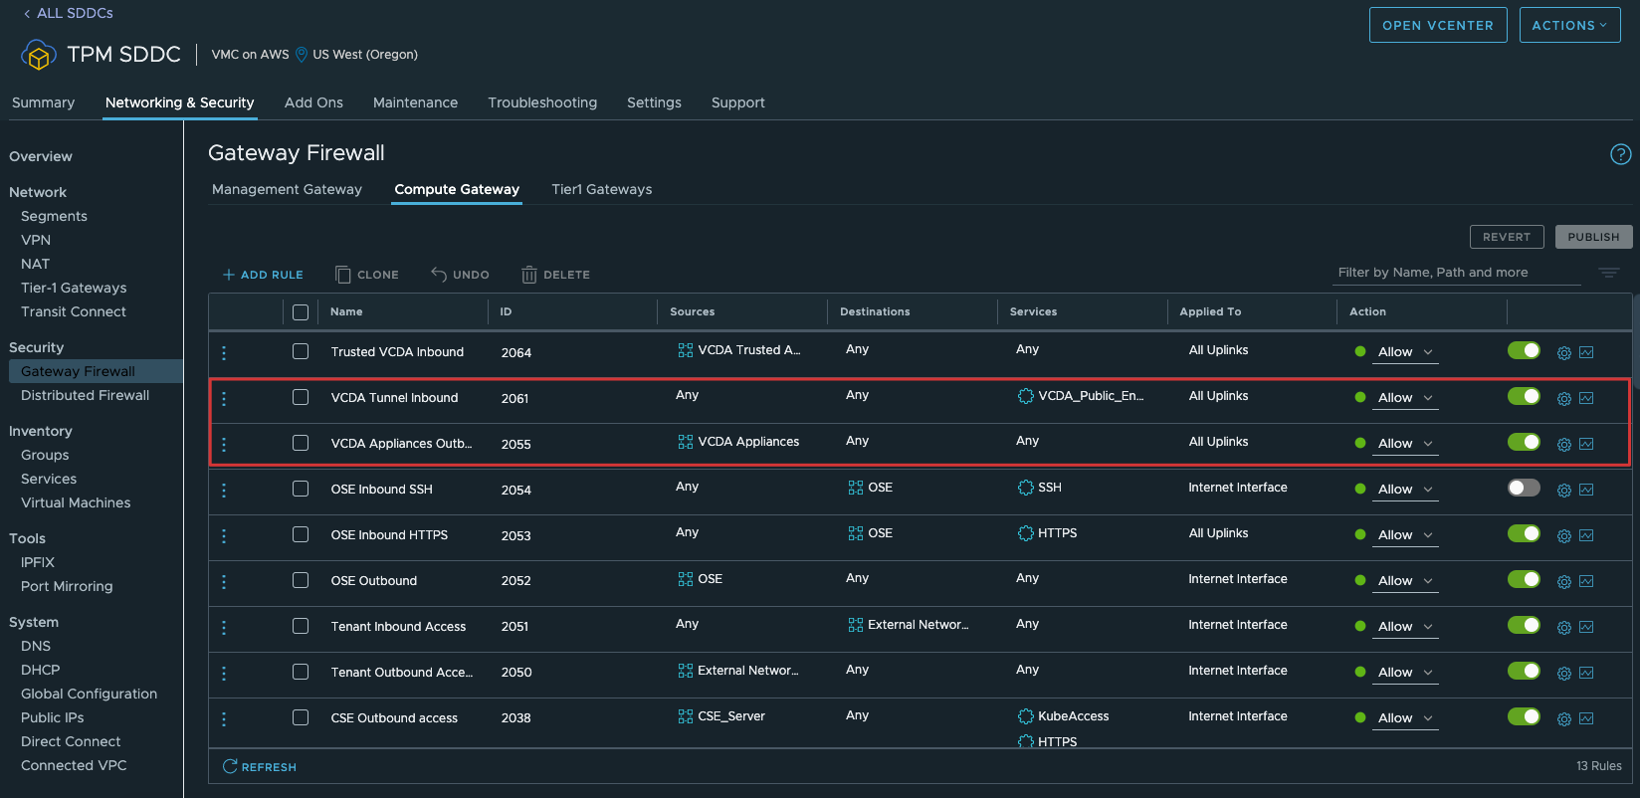 ALL SDDCs
OPEN VCENTER
ACTIONS
TPM SDDC
VMC on AWS US West (Oregon)
Summary Networking & Security Add Ons Maintenance Troubleshooting Settings Support
Overview
Network
Segments
VPN
NAT
Tier-1 Gateways
Transit Connect
Security
Gateway Firewall
Distributed Firewall
Inventory
Groups
Services
Virtual Machines
Tools
IPFIX
Port Mirroring
System
DNS
DHCP
Global Configuration
Public IPs
Direct Connect
Connected VPC
Gateway Firewall
?
Management Gateway Compute Gateway Tier1 Gateways
REVERT PUBLISH
ADD RULE CLONE UNDO DELETE Filter by Name, Path and more
Name ID Sources Destinations Services Applied To Action
Trusted VCDA Inbound 2064 VCDA Trusted A... Any Any All Uplinks Allow
VCDA Tunnel Inbound 2061 Any Any VCDA_Public_En... All Uplinks Allow
VCDA Appliances Outb... 2055 VCDA Appliances Any Any All Uplinks Allow
OSE Inbound SSH 2054 Any OSE SSH Internet Interface Allow
OSE Inbound HTTPS 2053 Any OSE HTTPS All Uplinks Allow
OSE Outbound 2052 OSE Any Any Internet Interface Allow
Tenant Inbound Access 2051 Any External Networ... Any Internet Interface Allow
Tenant Outbound Acce... 2050 External Networ... Any Any Internet Interface Allow
CSE Outbound access 2038 CSE_Server Any KubeAccess Internet Interface Allow
HTTPS
REFRESH 13 Rules